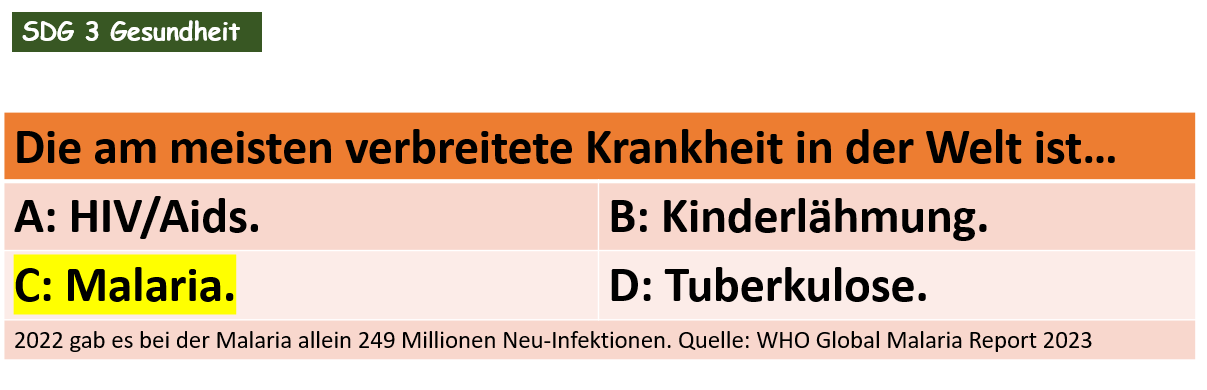 SDG 3 Gesundheit
Die am meisten verbreitete Krankheit in der Welt ist…
A: HIV/Aids.
B: Kinderlähmung.
C: Malaria.
D: Tuberkulose.
2022 gab es bei der Malaria allein 249 Millionen Neu-Infektionen. Quelle: WHO Global Malaria Report 2023